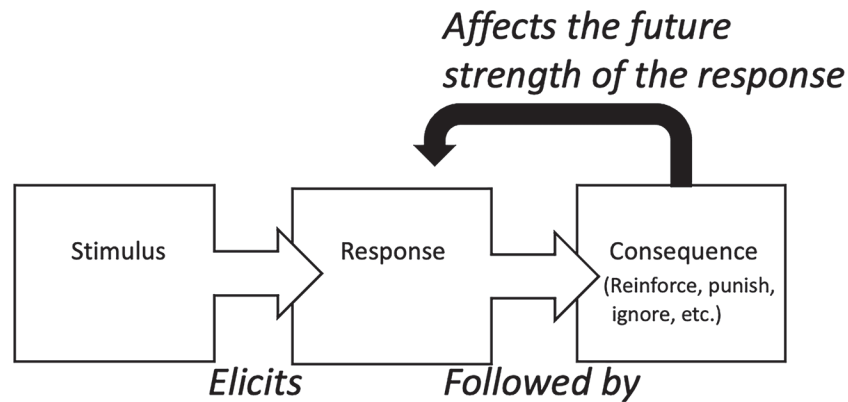 Affects the future
strength of the response
Stimulus
Response
Consequence
(Reinforce, punish,
ignore, etc.)
Elicits
Followed by